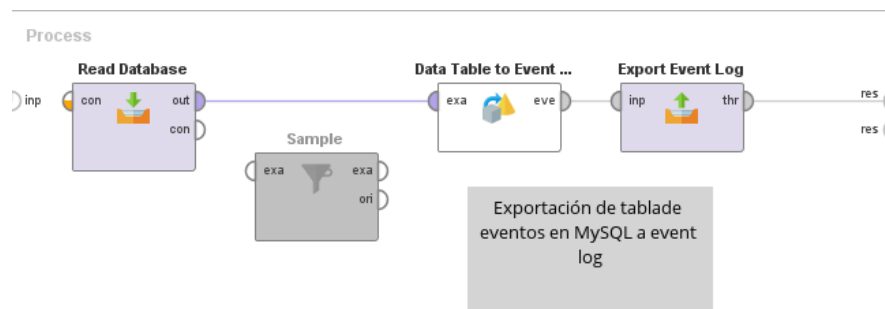 Process
Read Database
Data Table to Event ...
Export Event Log
inp
con
out
exa
eve
inp
thr
res
con
res
Sample
exa
exa
ori
Exportación de tablade
eventos en MySQL a event
log